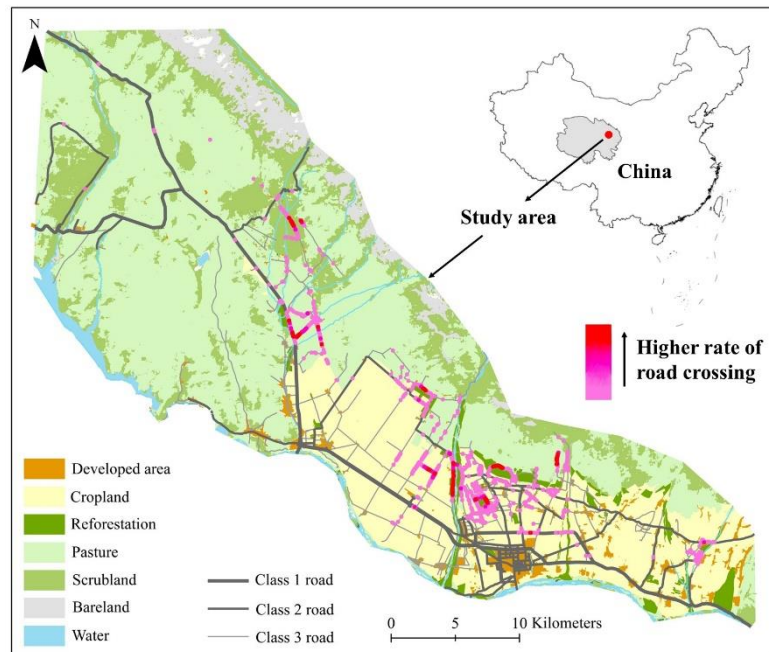 N
China
Study area
Higher rate of
road crossing
Developed area
Cropland
Reforestation
Pasture
Scrubland
Bareland
Water
Class 1 road
Class 2 road
Class 3 road
0 5 10 Kilometers